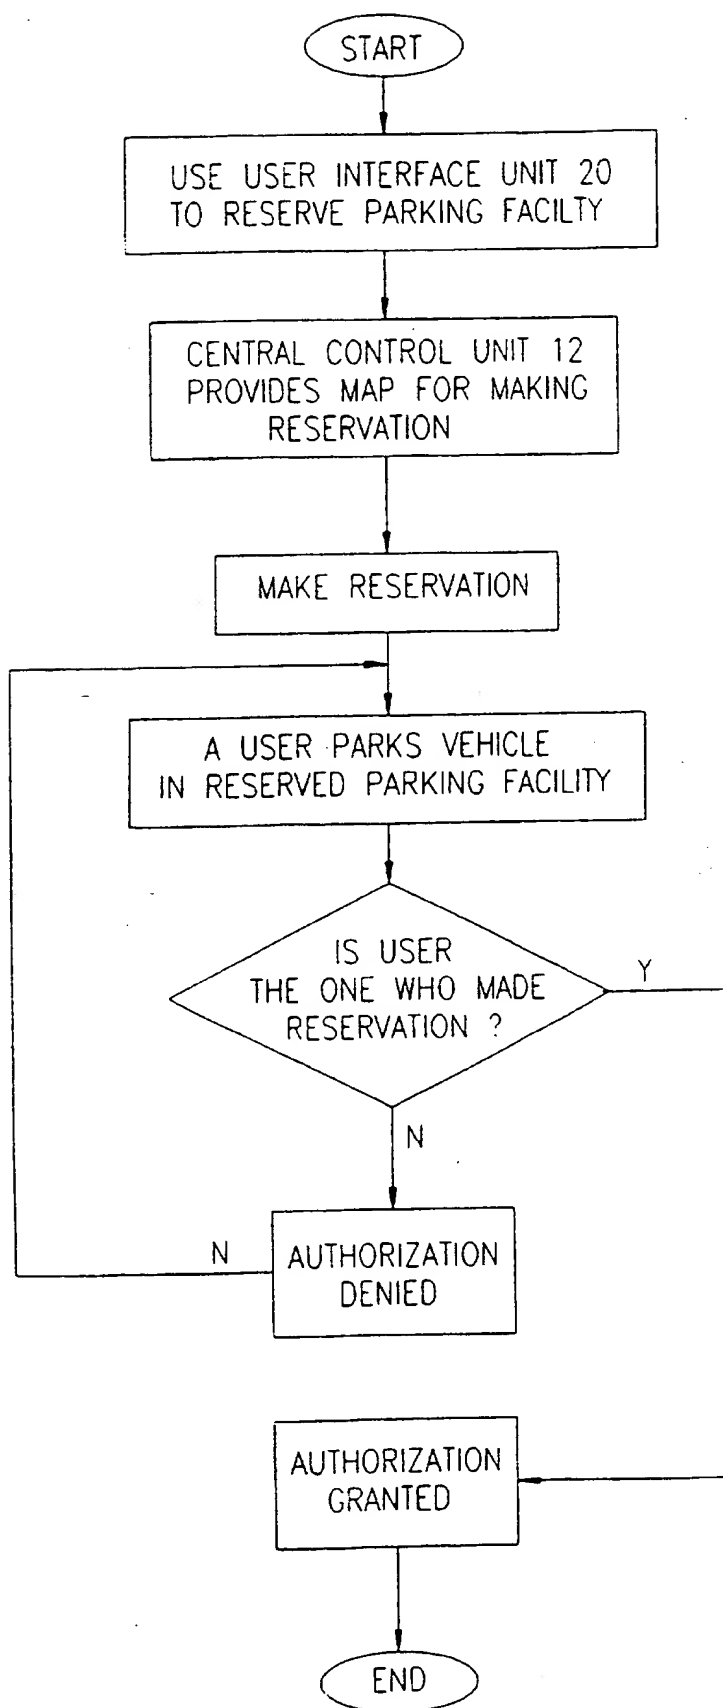 START
USE USER INTERFACE UNIT 20
TO RESERVE PARKING FACILTY
CENTRAL CONTROL UNIT 12
PROVIDES MAP FOR MAKING
RESERVATION
MAKE RESERVATION
A USER PARKS VEHICLE
IN RESERVED PARKING FACILITY
IS USER
THE ONE WHO MADE
RESERVATION ?
Y
N
N
AUTHORIZATION
DENIED
AUTHORIZATION
GRANTED
END